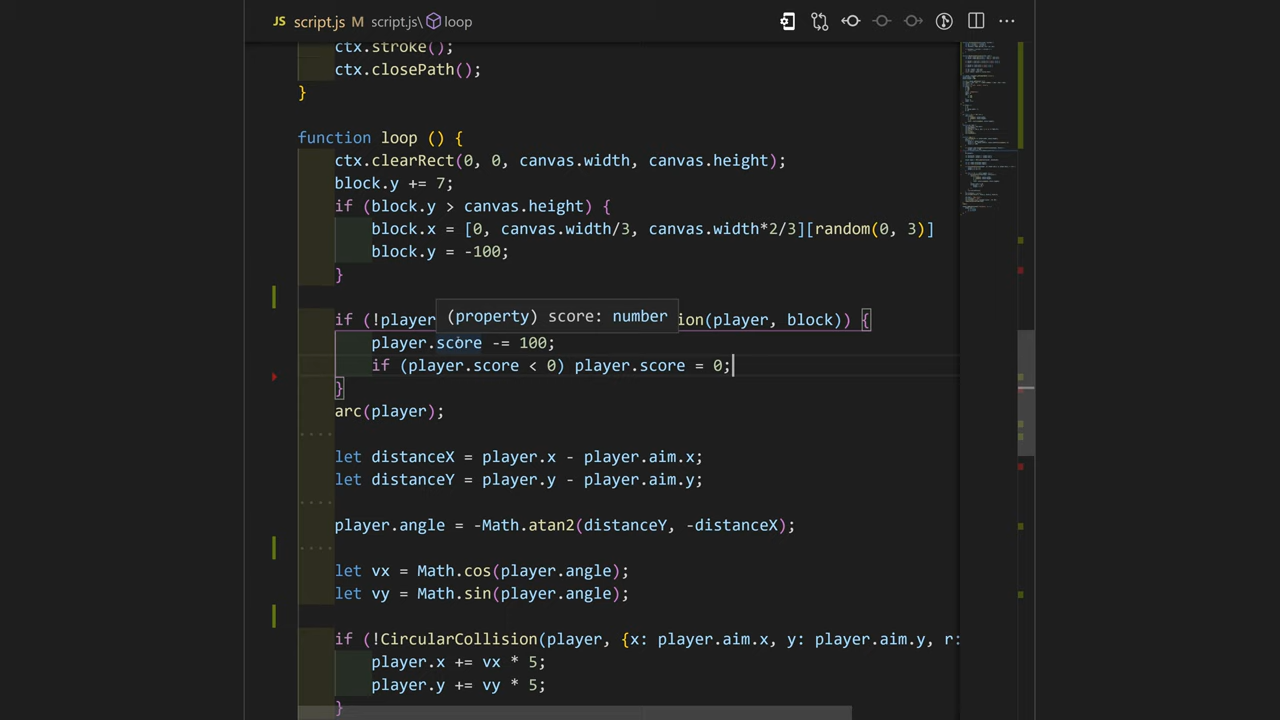 JS script.js M script.js\ loop
ctx.stroke();
ctx.closePath();
}
function loop () {
ctx.clearRect(0, 0, canvas.width, canvas.height);
block.y += 7;
if (block.y > canvas.height) {
block.x = [0, canvas.width/3, canvas.width*2/3][random(0, 3)]
block.y = -100;
}
(property) score: number
if (!player ion(player, block)) {
player.score -= 100;
if (player.score < 0) player.score = 0;
}
arc(player);
let distanceX = player.x - player.aim.x;
let distanceY = player.y - player.aim.y;
player.angle = -Math.atan2(distanceY, -distanceX);
let vx = Math.cos(player.angle);
let vy = Math.sin(player.angle);
if (!CircularCollision(player, {x: player.aim.x, y: player.aim.y, r:
player.x += vx * 5;
player.y += vy * 5;
}